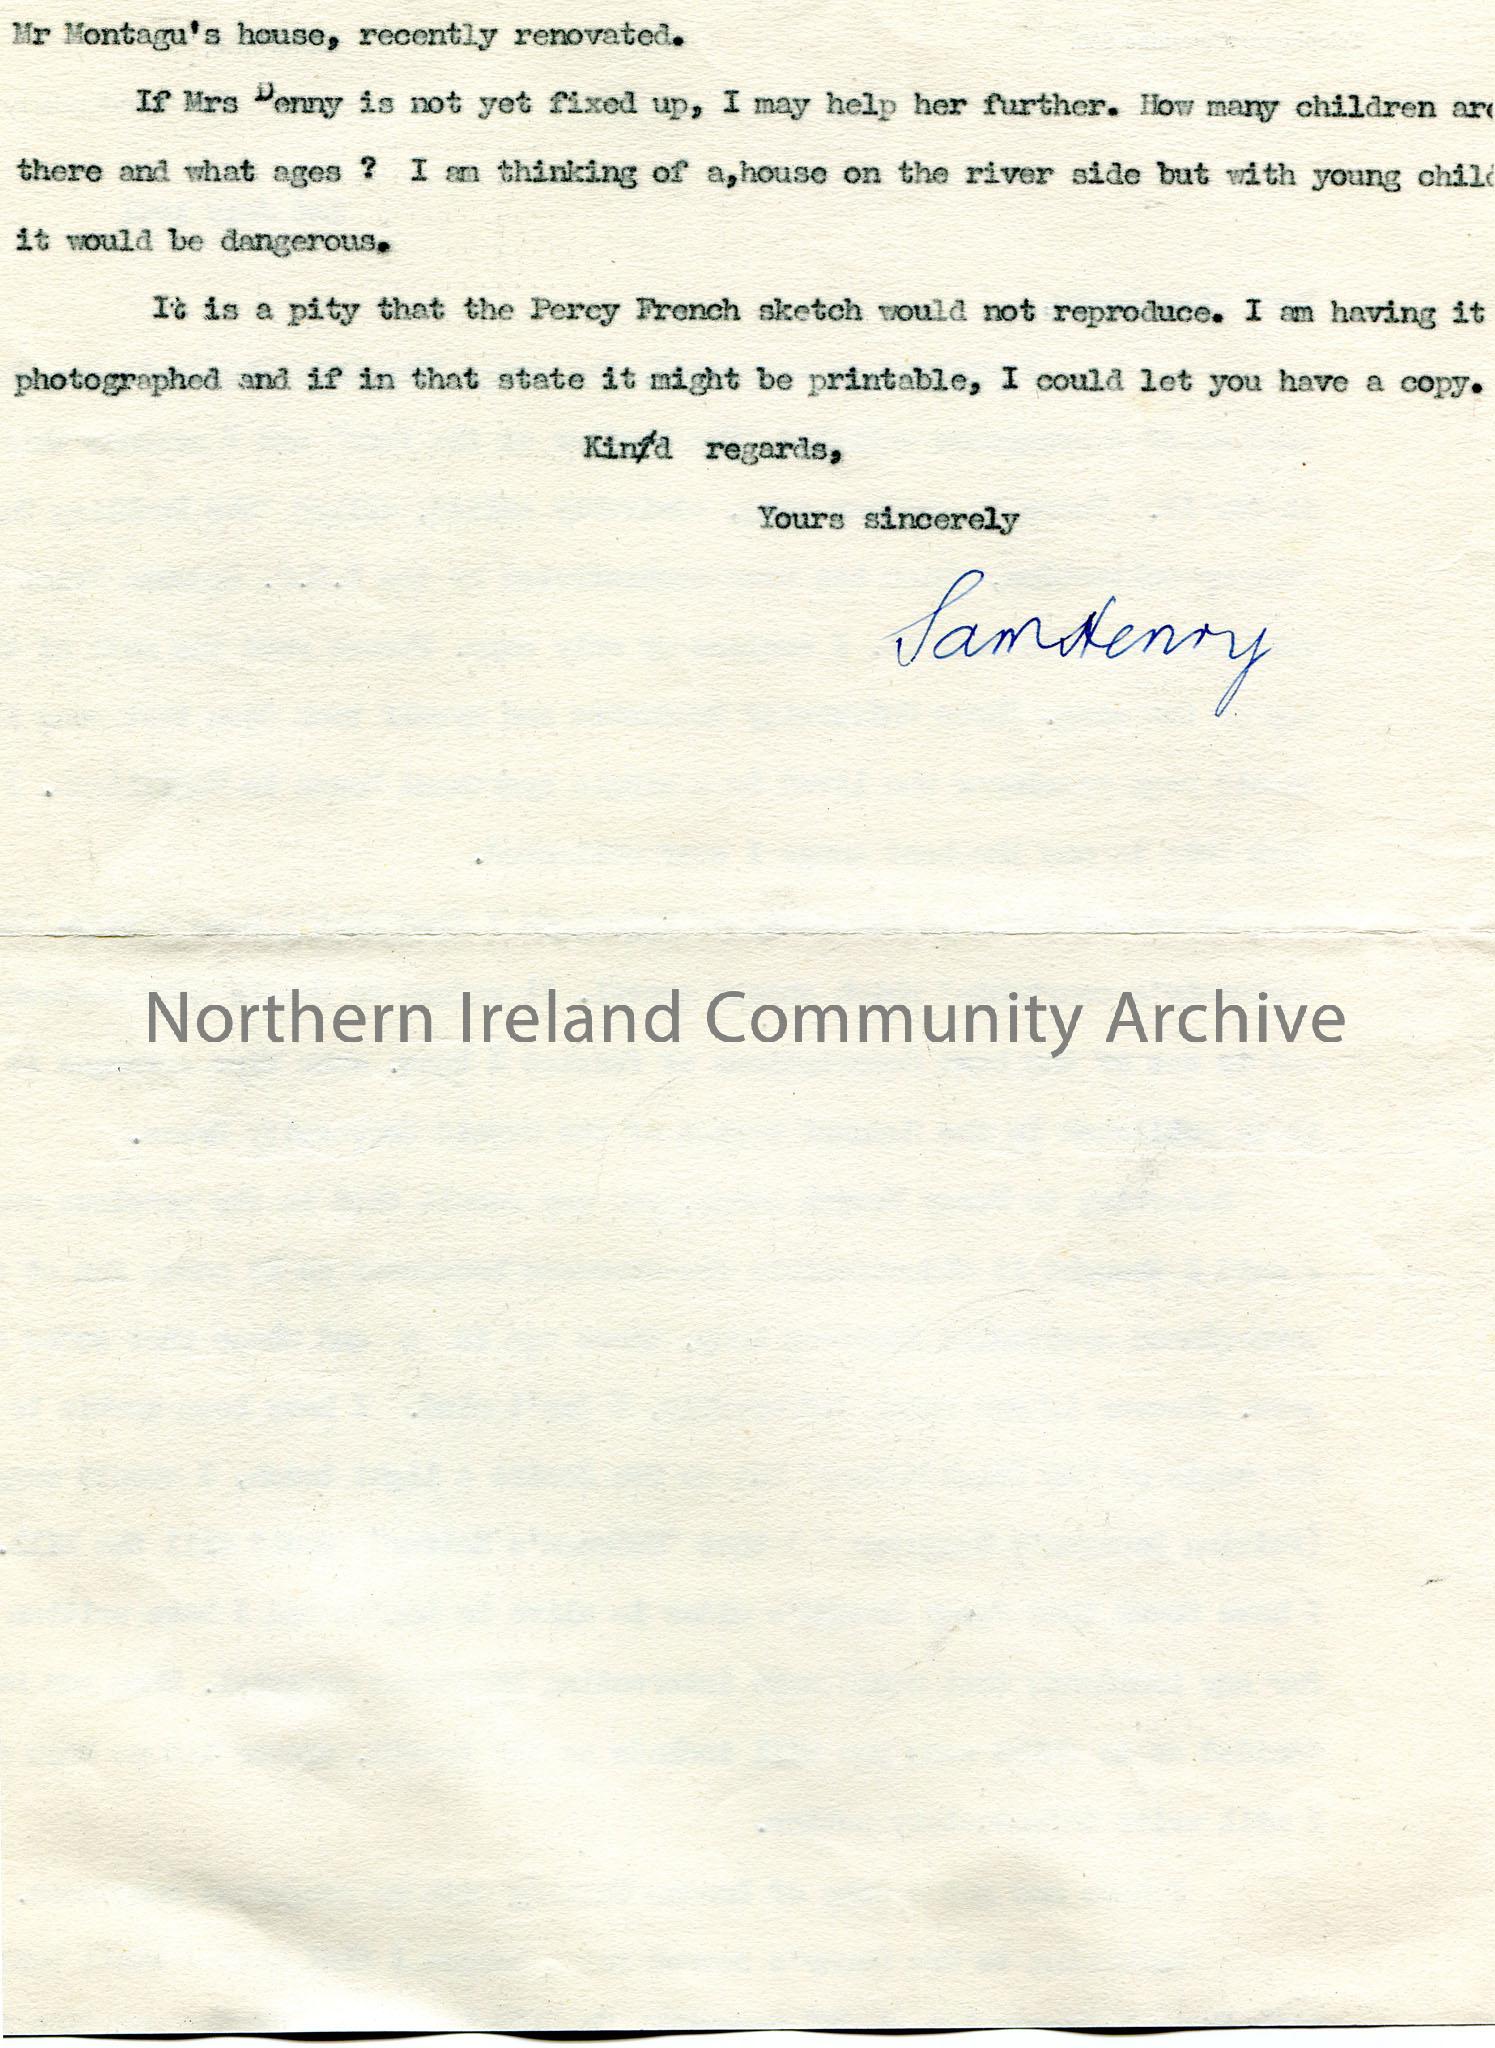 Mr Montagu's house, recently renovated.
If Mrs Denny is not yet fixed up, I may help her further. How many children are
there and what ages ? I am thinking of a,house on the river side but with young child
it would be dangerous.
It is a pity that the Percy French sketch would not reproduce. I am having it
photographed and if in that state it might be printable, I could let you have a copy.
Kin/d regards,
Yours sincerely
Sam Henry
Northern Ireland Community Archive